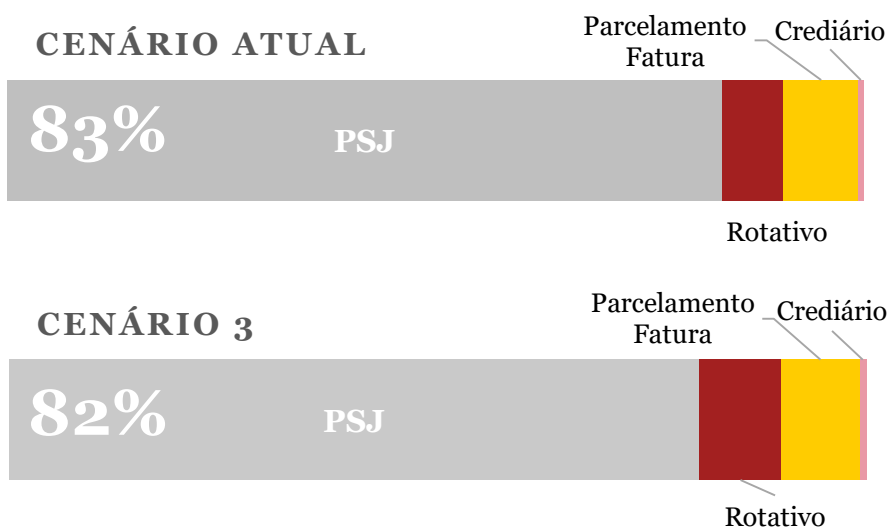 CENÁRIO ATUAL
Parcelamento
Fatura
Crediário
83%
PSJ
Rotativo
CENÁRIO 3
Parcelamento
Fatura
Crediário
82%
PSJ
Rotativo